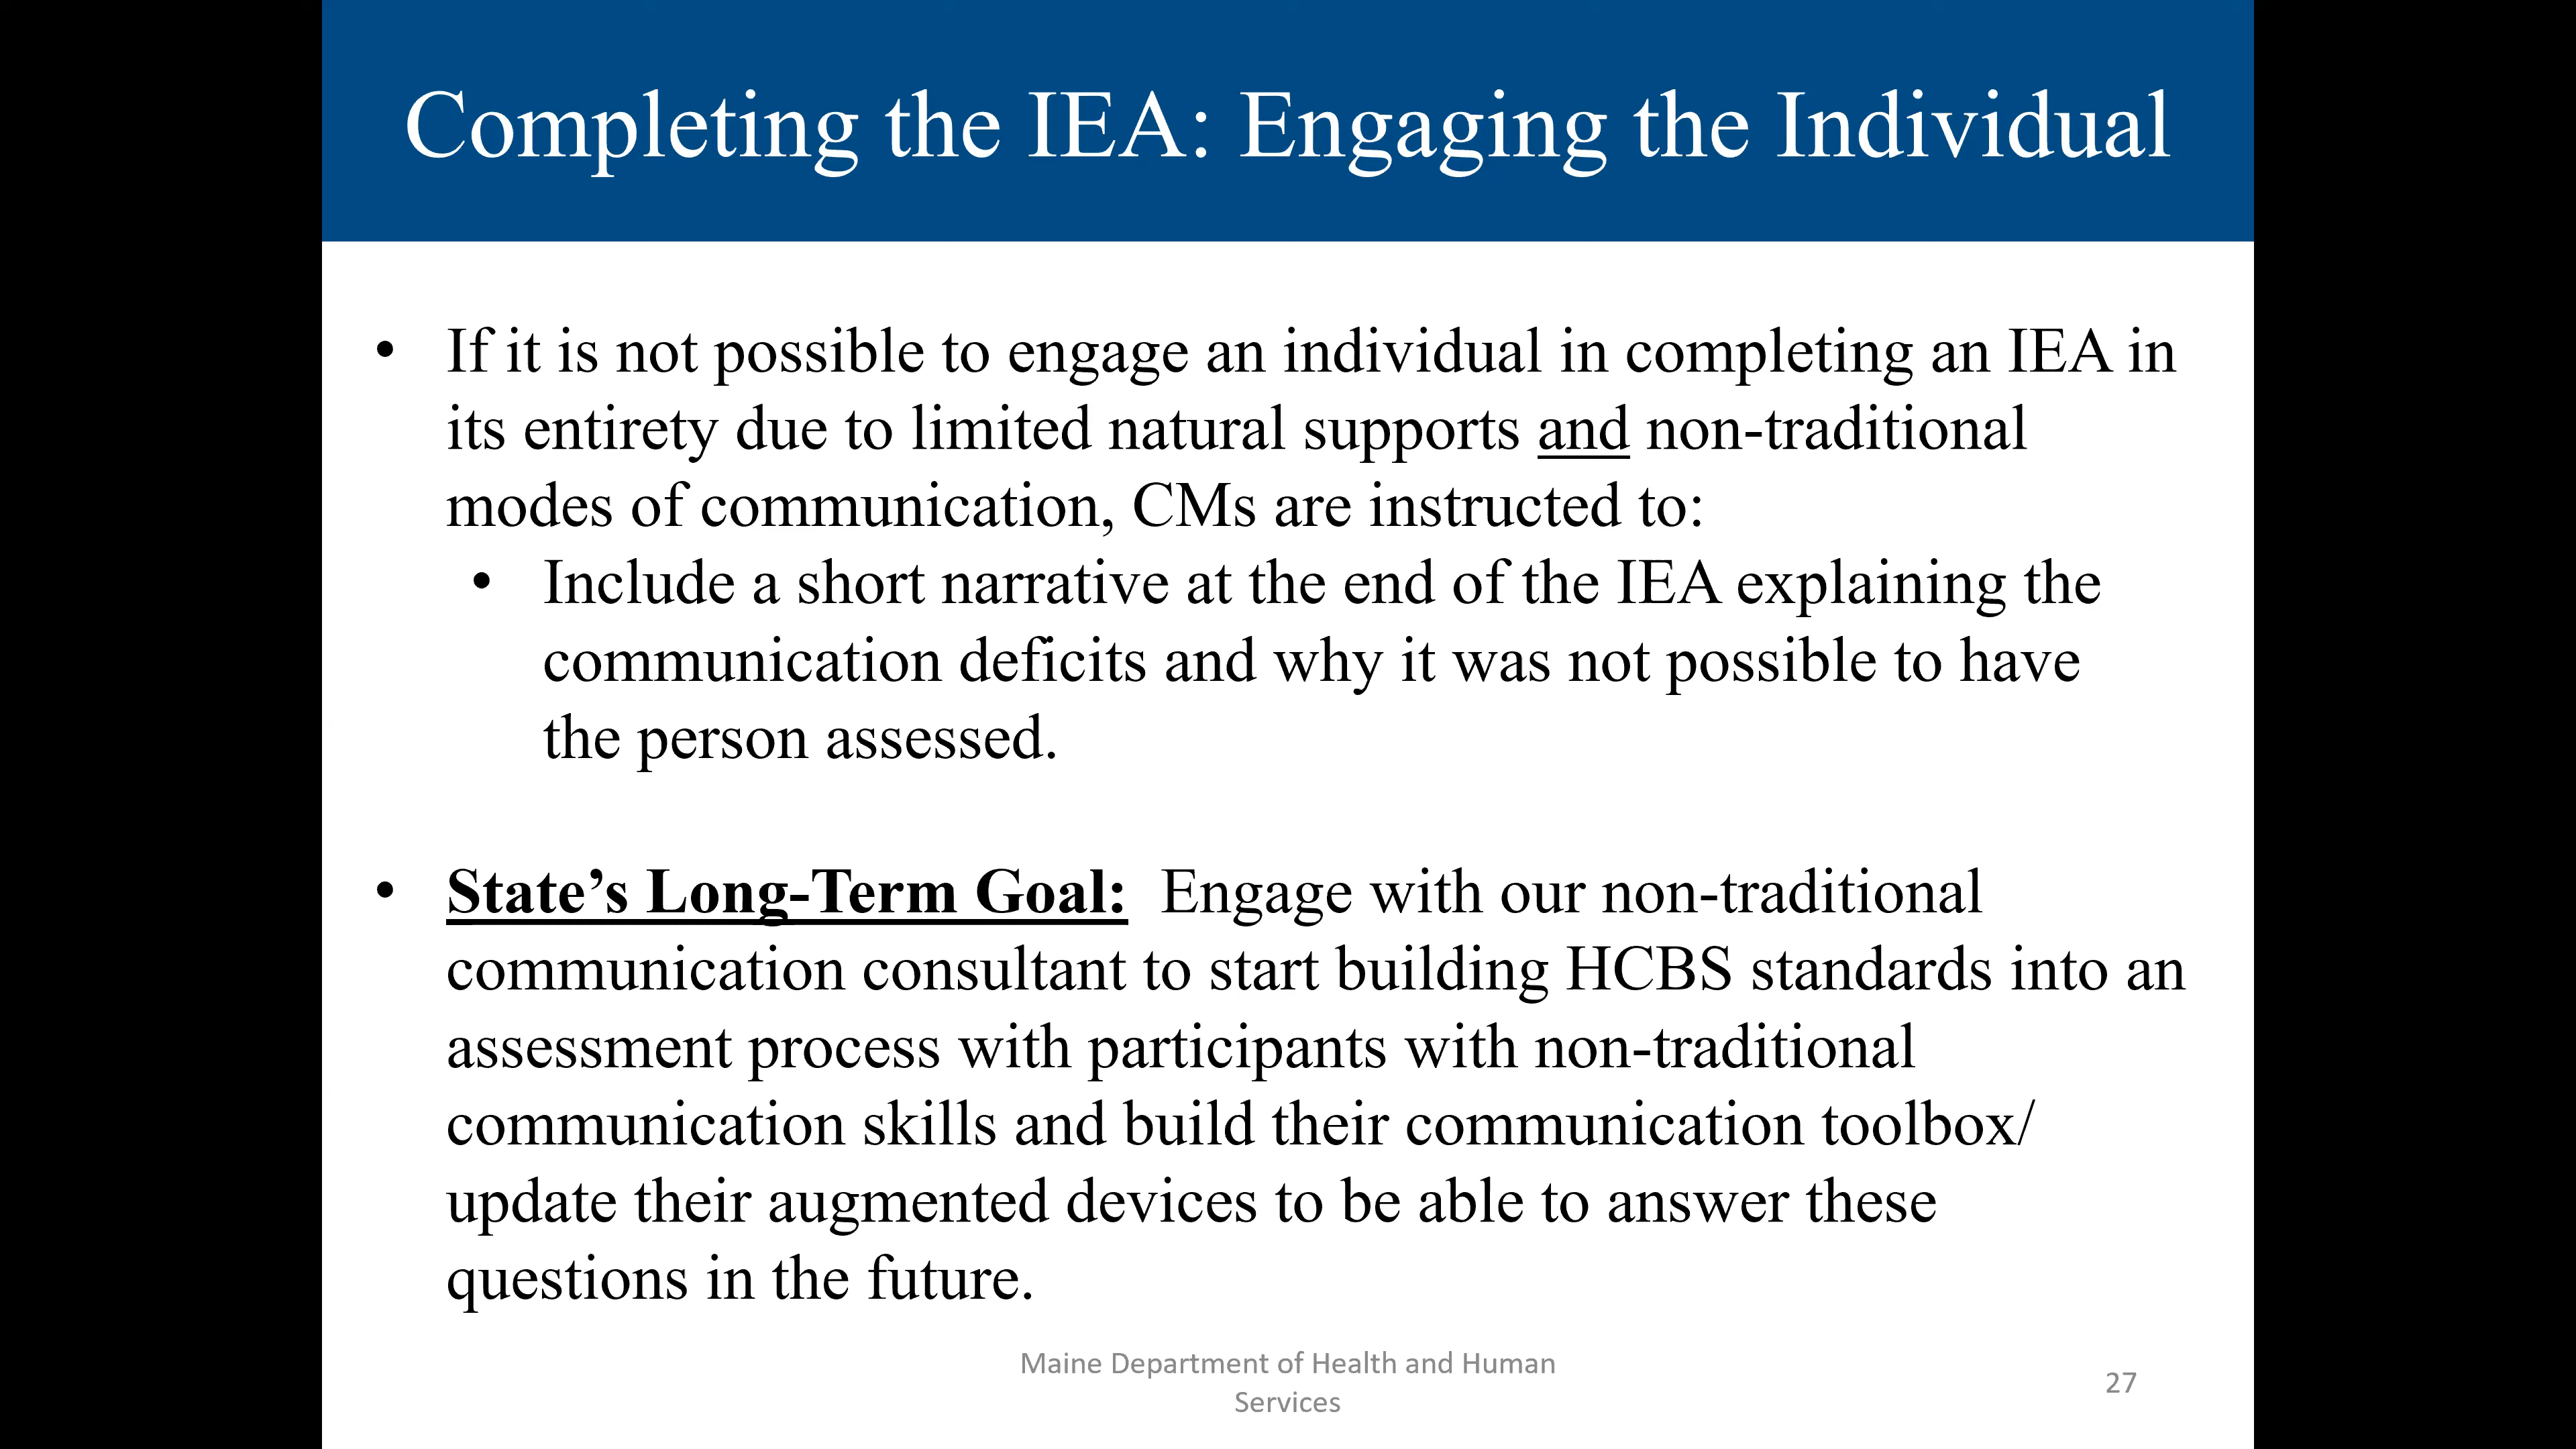 Completing the IEA: Engaging the Individual
• If it is not possible to engage an individual in completing an IEA in
its entirety due to limited natural supports and non-traditional
modes of communication, CMs are instructed to:
• Include a short narrative at the end of the IEA explaining the
communication deficits and why it was not possible to have
the person assessed.
• State’s Long-Term Goal: Engage with our non-traditional
communication consultant to start building HCBS standards into an
assessment process with participants with non-traditional
communication skills and build their communication toolbox/
update their augmented devices to be able to answer these
questions in the future.
Maine Department of Health and Human
Services
27